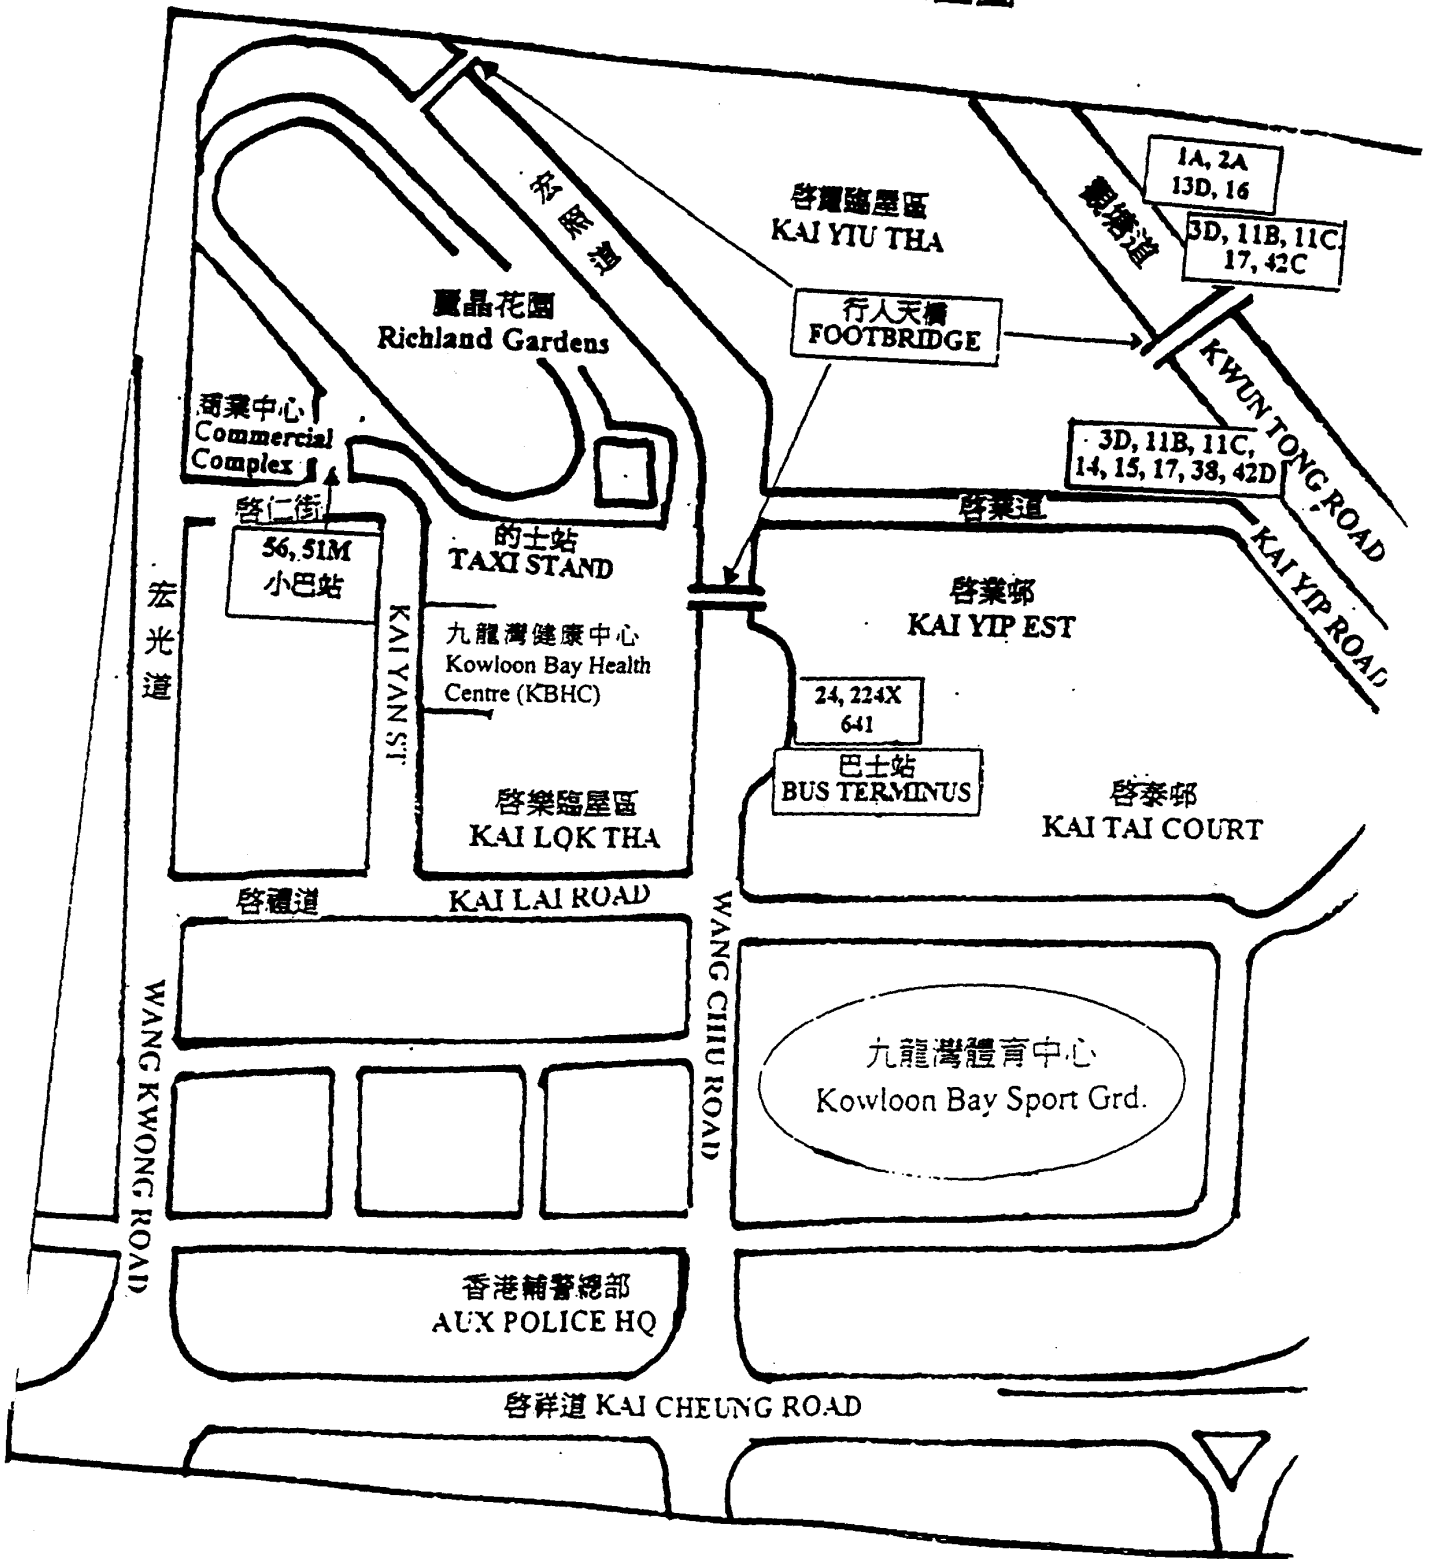 1A, 2A
13D, 16
觀塘道
3D, 11B, 11C,
17, 42C
宏照道
啓耀臨屋區
KAI YIU THA
行人天橋
FOOTBRIDGE
麗晶花園
Richland Gardens
KWUN TONG ROAD
商業中心
Commercial
Complex
3D, 11B, 11C,
14, 15, 17, 38, 42D
啓仁街
啓業道
56, 51M
小巴站
的士站
TAXI STAND
KAI YIP ROAD
宏光道
KAI YAN ST
九龍灣健康中心
Kowloon Bay Health
Centre (KBHC)
啓業邨
KAI YIP EST
24, 224X
641
巴士站
BUS TERMINUS
啓樂臨屋區
KAI LOK THA
啓泰邨
KAI TAI COURT
啓禮道
KAI LAI ROAD
WANG CHIU ROAD
WANG KWONG ROAD
九龍灣體育中心
Kowloon Bay Sport Grd.
香港輔警總部
AUX POLICE HQ
啓祥道 KAI CHEUNG ROAD